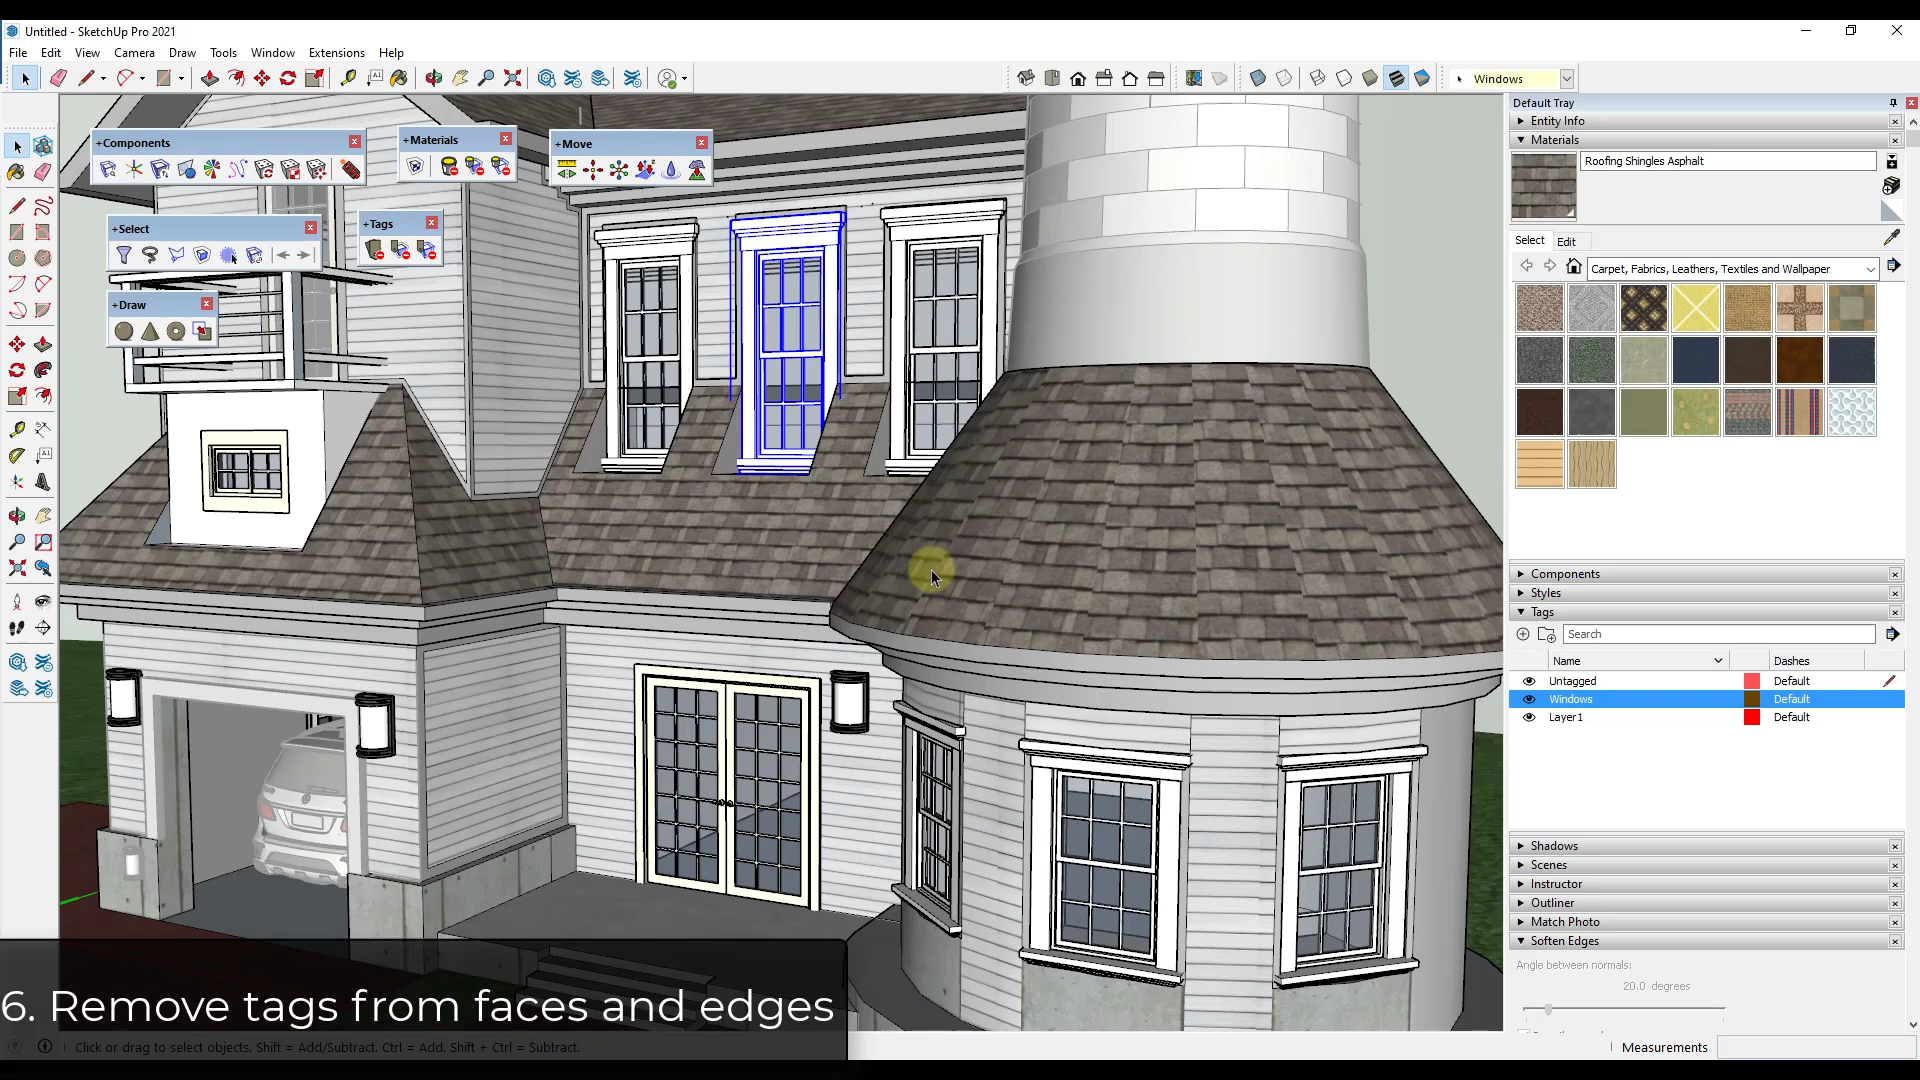 Untitled - SketchUp Pro 2021
File Edit View Camera Draw Tools Window Extensions Help
Windows
Default Tray
+Components
+Materials
+Move
+Select
+Tags
+Draw
Entity Info
Materials
Roofing Shingles Asphalt
Select Edit
Carpet, Fabrics, Leathers, Textiles and Wallpaper
Components
Styles
Tags
Search
Name Dashes
Untagged Default
Windows Default
Layer1 Default
Shadows
Scenes
Instructor
Outliner
Match Photo
Soften Edges
Angle between normals:
20.0 degrees
6. Remove tags from faces and edges
Click or drag to select objects. Shift = Add/Subtract. Ctrl = Add. Shift + Ctrl = Subtract.
Measurements